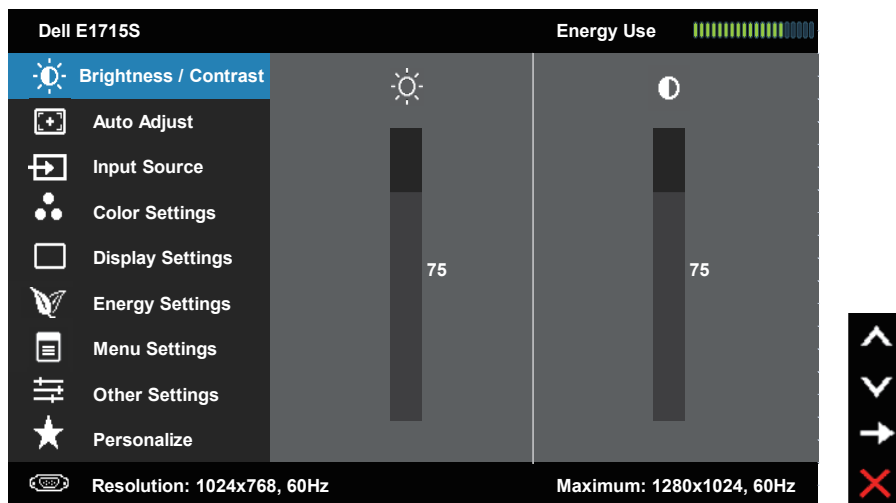 Dell E1715S Energy Use
Brightness / Contrast
Auto Adjust
Input Source
Color Settings
Display Settings
75 75
Energy Settings
Menu Settings
Other Settings
Personalize
Resolution: 1024x768, 60Hz Maximum: 1280x1024, 60Hz